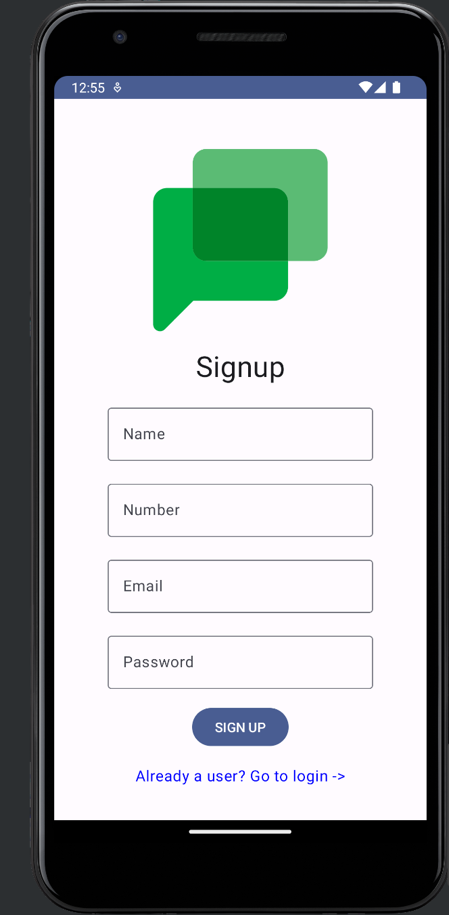 12:55
Signup
Name
Number
Email
Password
SIGN UP
Already a user? Go to login ->